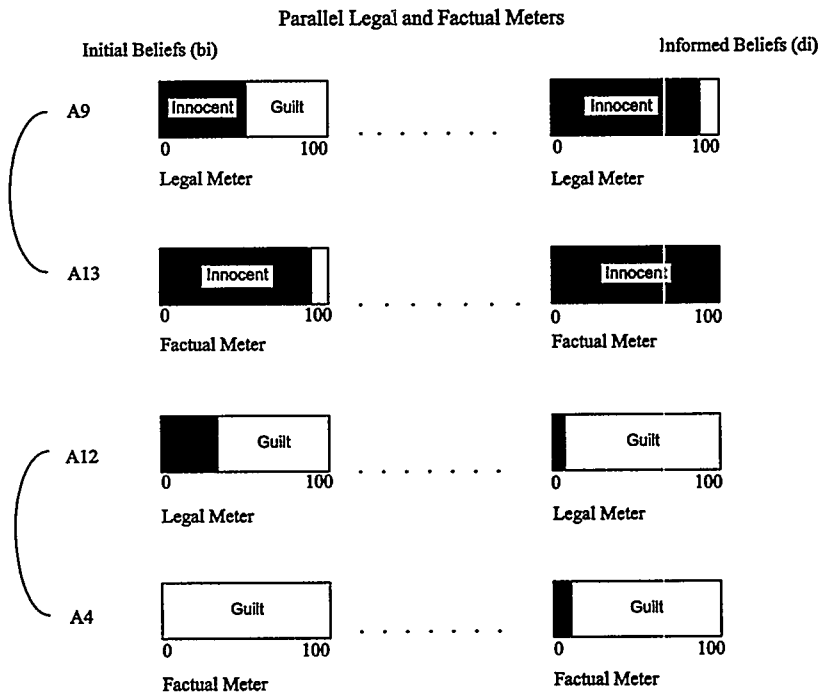 Parallel Legal and Factual Meters
Initial Beliefs (bi)
Informed Beliefs (di)
A9
Innocent Guilt
0 100
Legal Meter
. . . . . . .
Innocent
0 100
Legal Meter
A13
Innocent
0 100
Factual Meter
. . . . . . . .
Innocent
0 100
Factual Meter
A12
Guilt
0 100
Legal Meter
. . . . . . .
Guilt
0 100
Legal Meter
A4
Guilt
0 100
Factual Meter
. . . . . . .
Guilt
0 100
Factual Meter